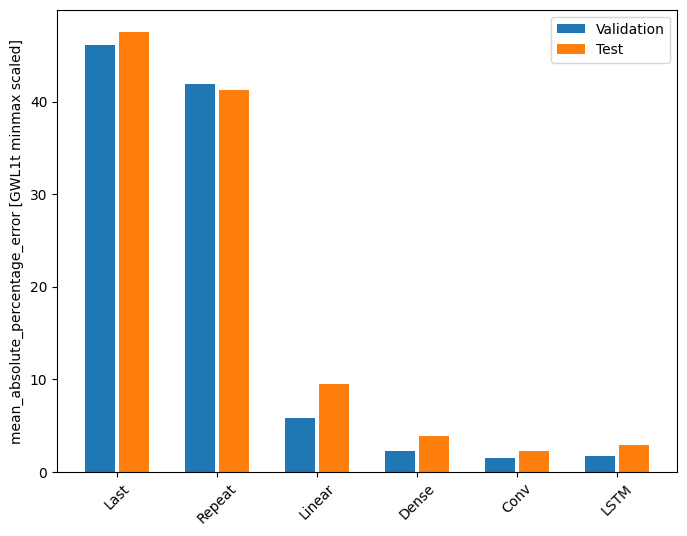 mean_absolute_percentage_error [GWL1t minmax scaled]
40
30
20
10
0
Validation
Test
Last
Repeat
Linear
Dense
Conv
LSTM